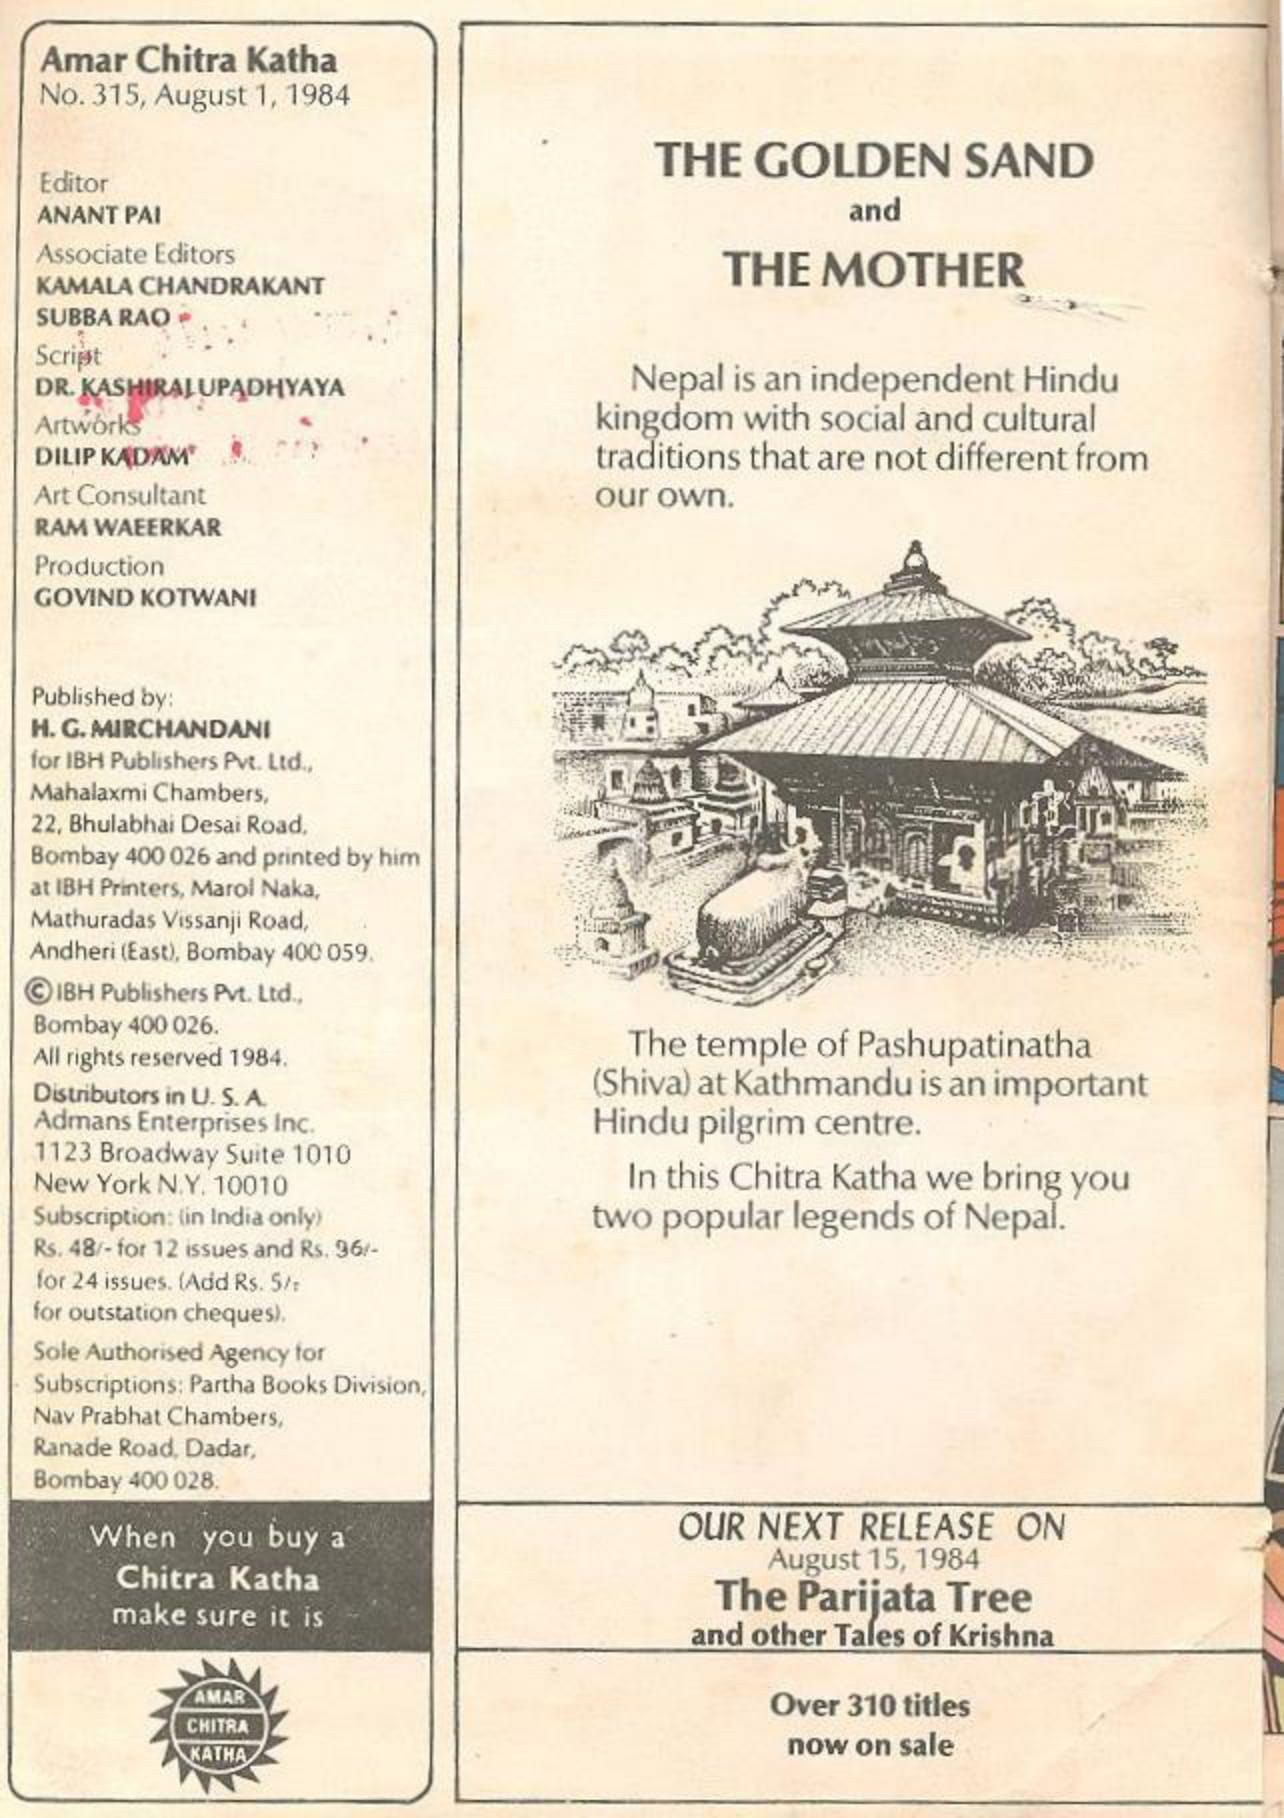 Amar Chitra Katha
No. 315, August 1, 1984
Editor
ANANT PAI
Associate Editors
KAMALA CHANDRAKANT
SUBBA RAO
Script
DR. KASHIRAJ UPADHYAYA
Artworks
DILIP KADAM
Art Consultant
RAM WAEERKAR
Production
GOVIND KOTWANI
Published by:
H. G. MIRCHANDANI
for IBH Publishers Pvt. Ltd.,
Mahalaxmi Chambers,
22, Bhulabhai Desai Road,
Bombay 400 026 and printed by him
at IBH Printers, Marol Naka,
Mathuradas Vissanji Road,
Andheri (East), Bombay 400 059.
© IBH Publishers Pvt. Ltd.,
Bombay 400 026.
All rights reserved 1984.
Distributors in U. S. A.
Admans Enterprises Inc.
1123 Broadway Suite 1010
New York N.Y. 10010
Subscription: (in India only)
Rs. 48/- for 12 issues and Rs. 96/-
for 24 issues. (Add Rs. 5/-
for outstation cheques).
Sole Authorised Agency for
Subscriptions: Partha Books Division,
Nav Prabhat Chambers,
Ranade Road, Dadar,
Bombay 400 028.
When you buy a
Chitra Katha
make sure it is
AMAR
CHITRA
KATHA
THE GOLDEN SAND
and
THE MOTHER
Nepal is an independent Hindu
kingdom with social and cultural
traditions that are not different from
our own.
The temple of Pashupatinatha
(Shiva) at Kathmandu is an important
Hindu pilgrim centre.
In this Chitra Katha we bring you
two popular legends of Nepal.
OUR NEXT RELEASE ON
August 15, 1984
The Parijata Tree
and other Tales of Krishna
Over 310 titles
now on sale